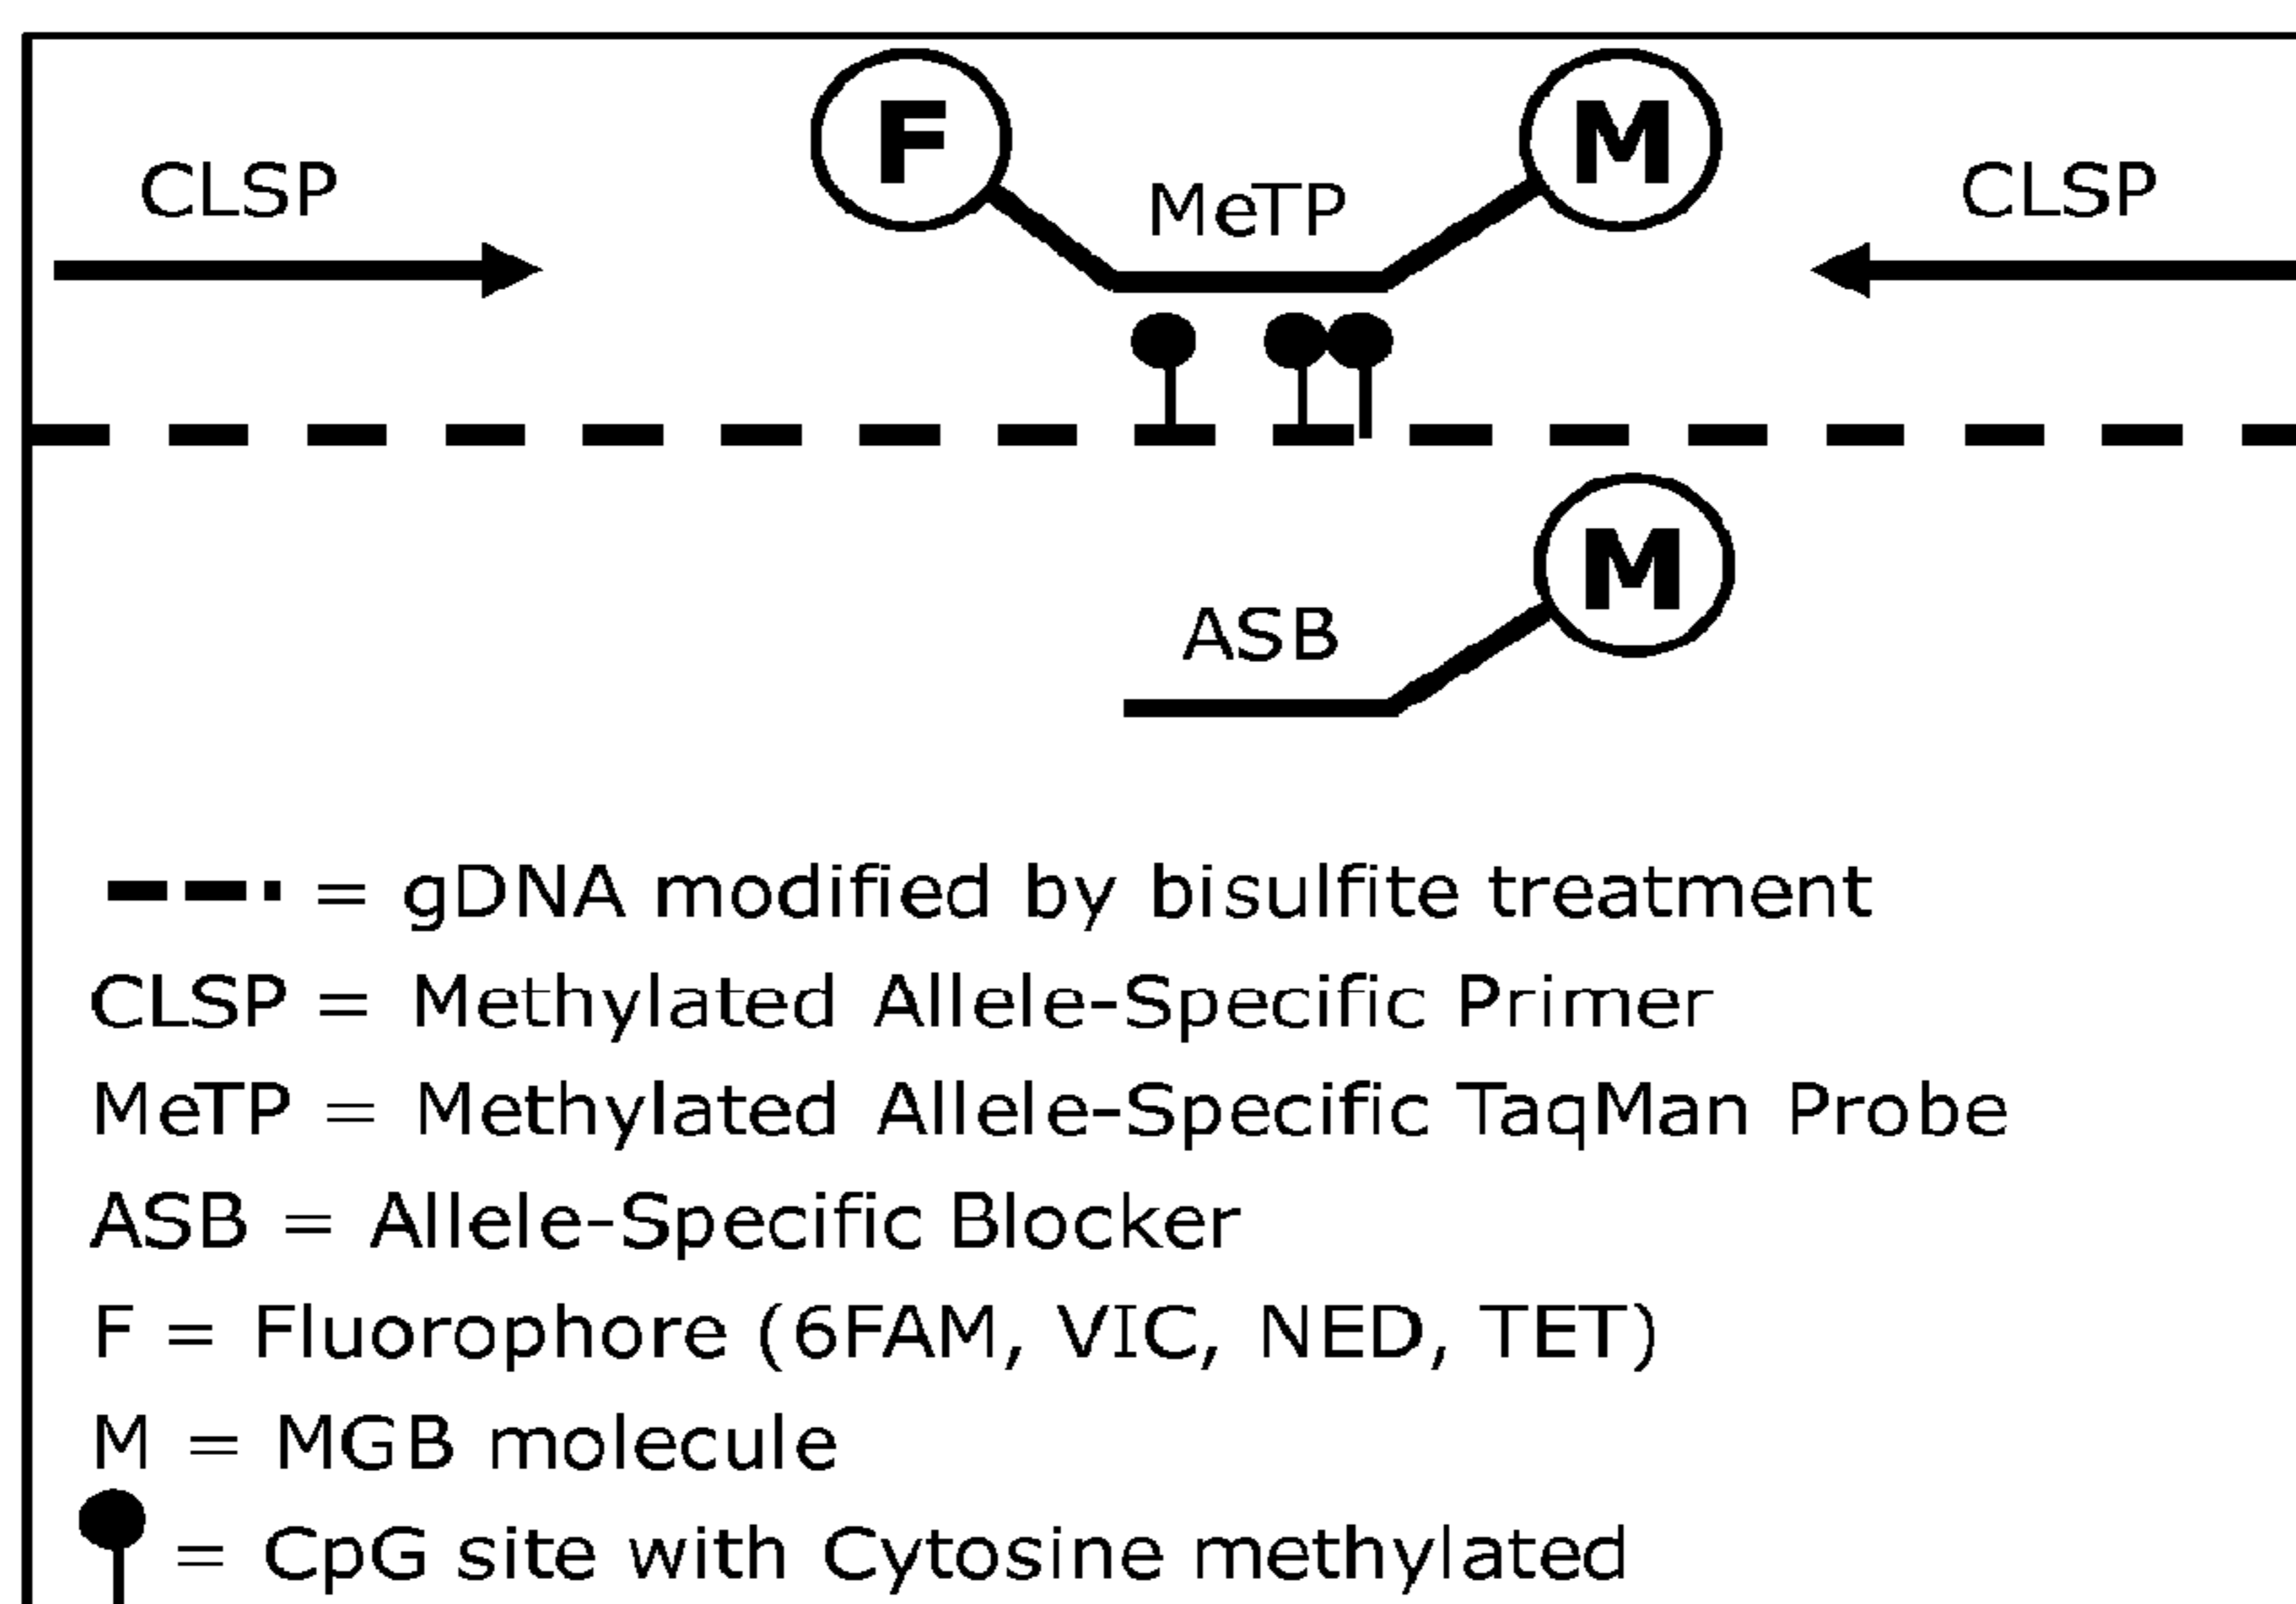 F
M
CLSP
MeTP
CLSP
M
ASB
= gDNA modified by bisulfite treatment
CLSP = Methylated Allele-Specific Primer
MeTP = Methylated Allele-Specific TaqMan Probe
ASB = Allele-Specific Blocker
F = Fluorophore (6FAM, VIC, NED, TET)
M = MGB molecule
= CpG site with Cytosine methylated